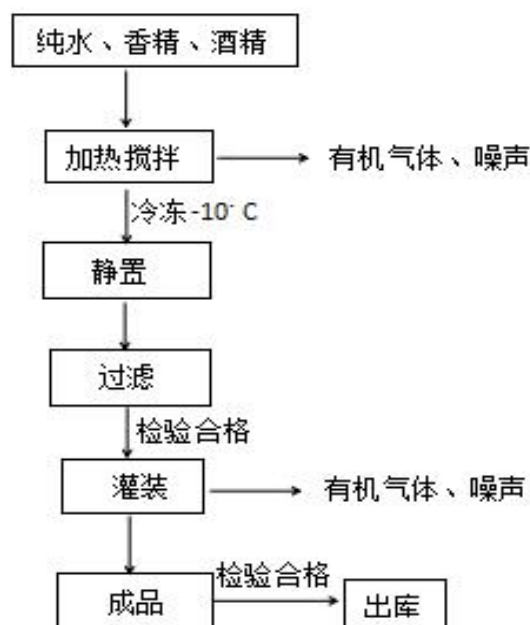 纯水、香精、酒精
加热搅拌
有机气体、噪声
冷冻-10· C
静置
过滤
检验合格
灌装
有机气体、噪声
成品
检验合格
出库